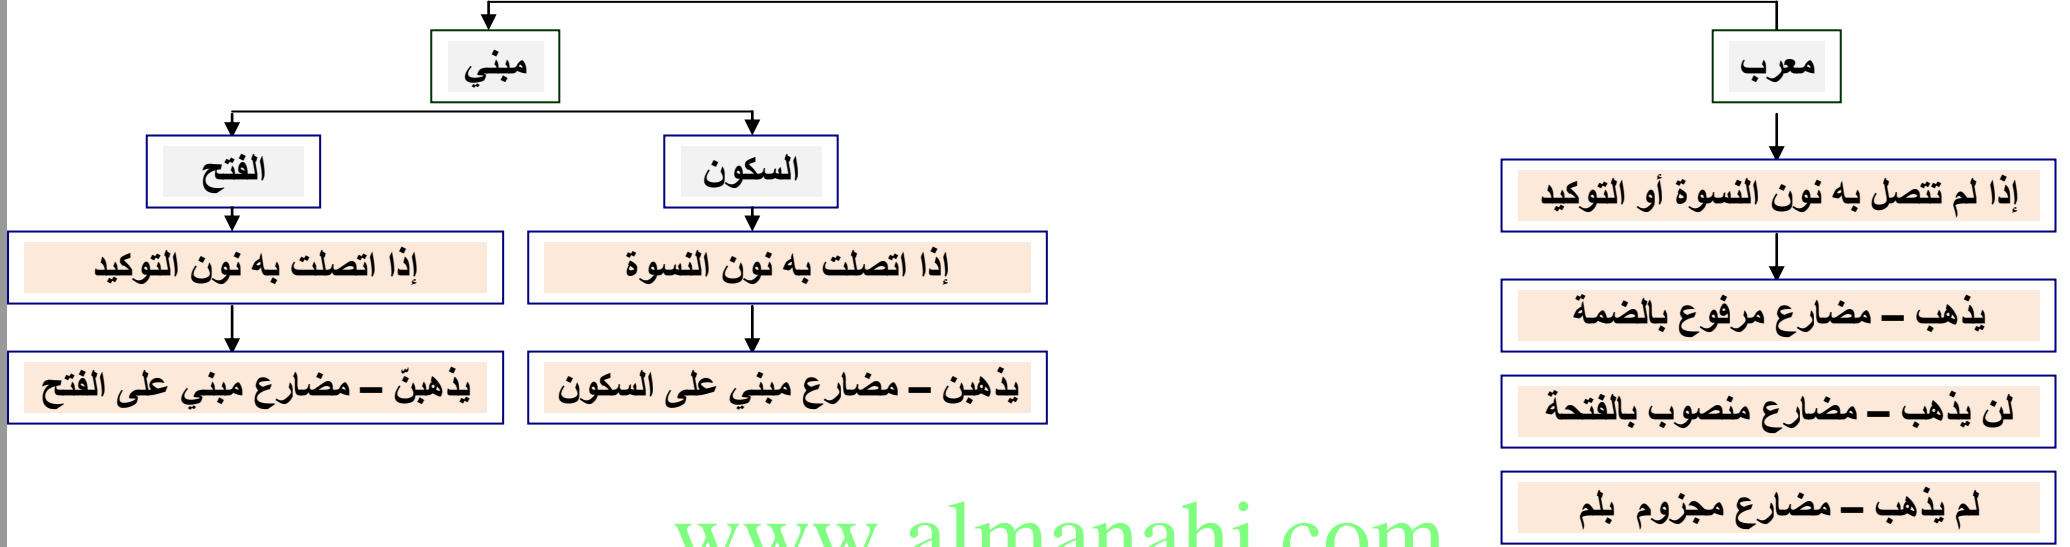 معرب
مبني
السكون
الفتح
إذا لم تتصل به نون النسوة أو التوكيد
إذا اتصلت به نون النسوة
إذا اتصلت به نون التوكيد
يذهب – مضارع مرفوع بالضمة
يذهبن – مضارع مبني على السكون
يذهبنّ – مضارع مبني على الفتح
لن يذهب – مضارع منصوب بالفتحة
لم يذهب – مضارع مجزوم بلم
www.almanahj.com